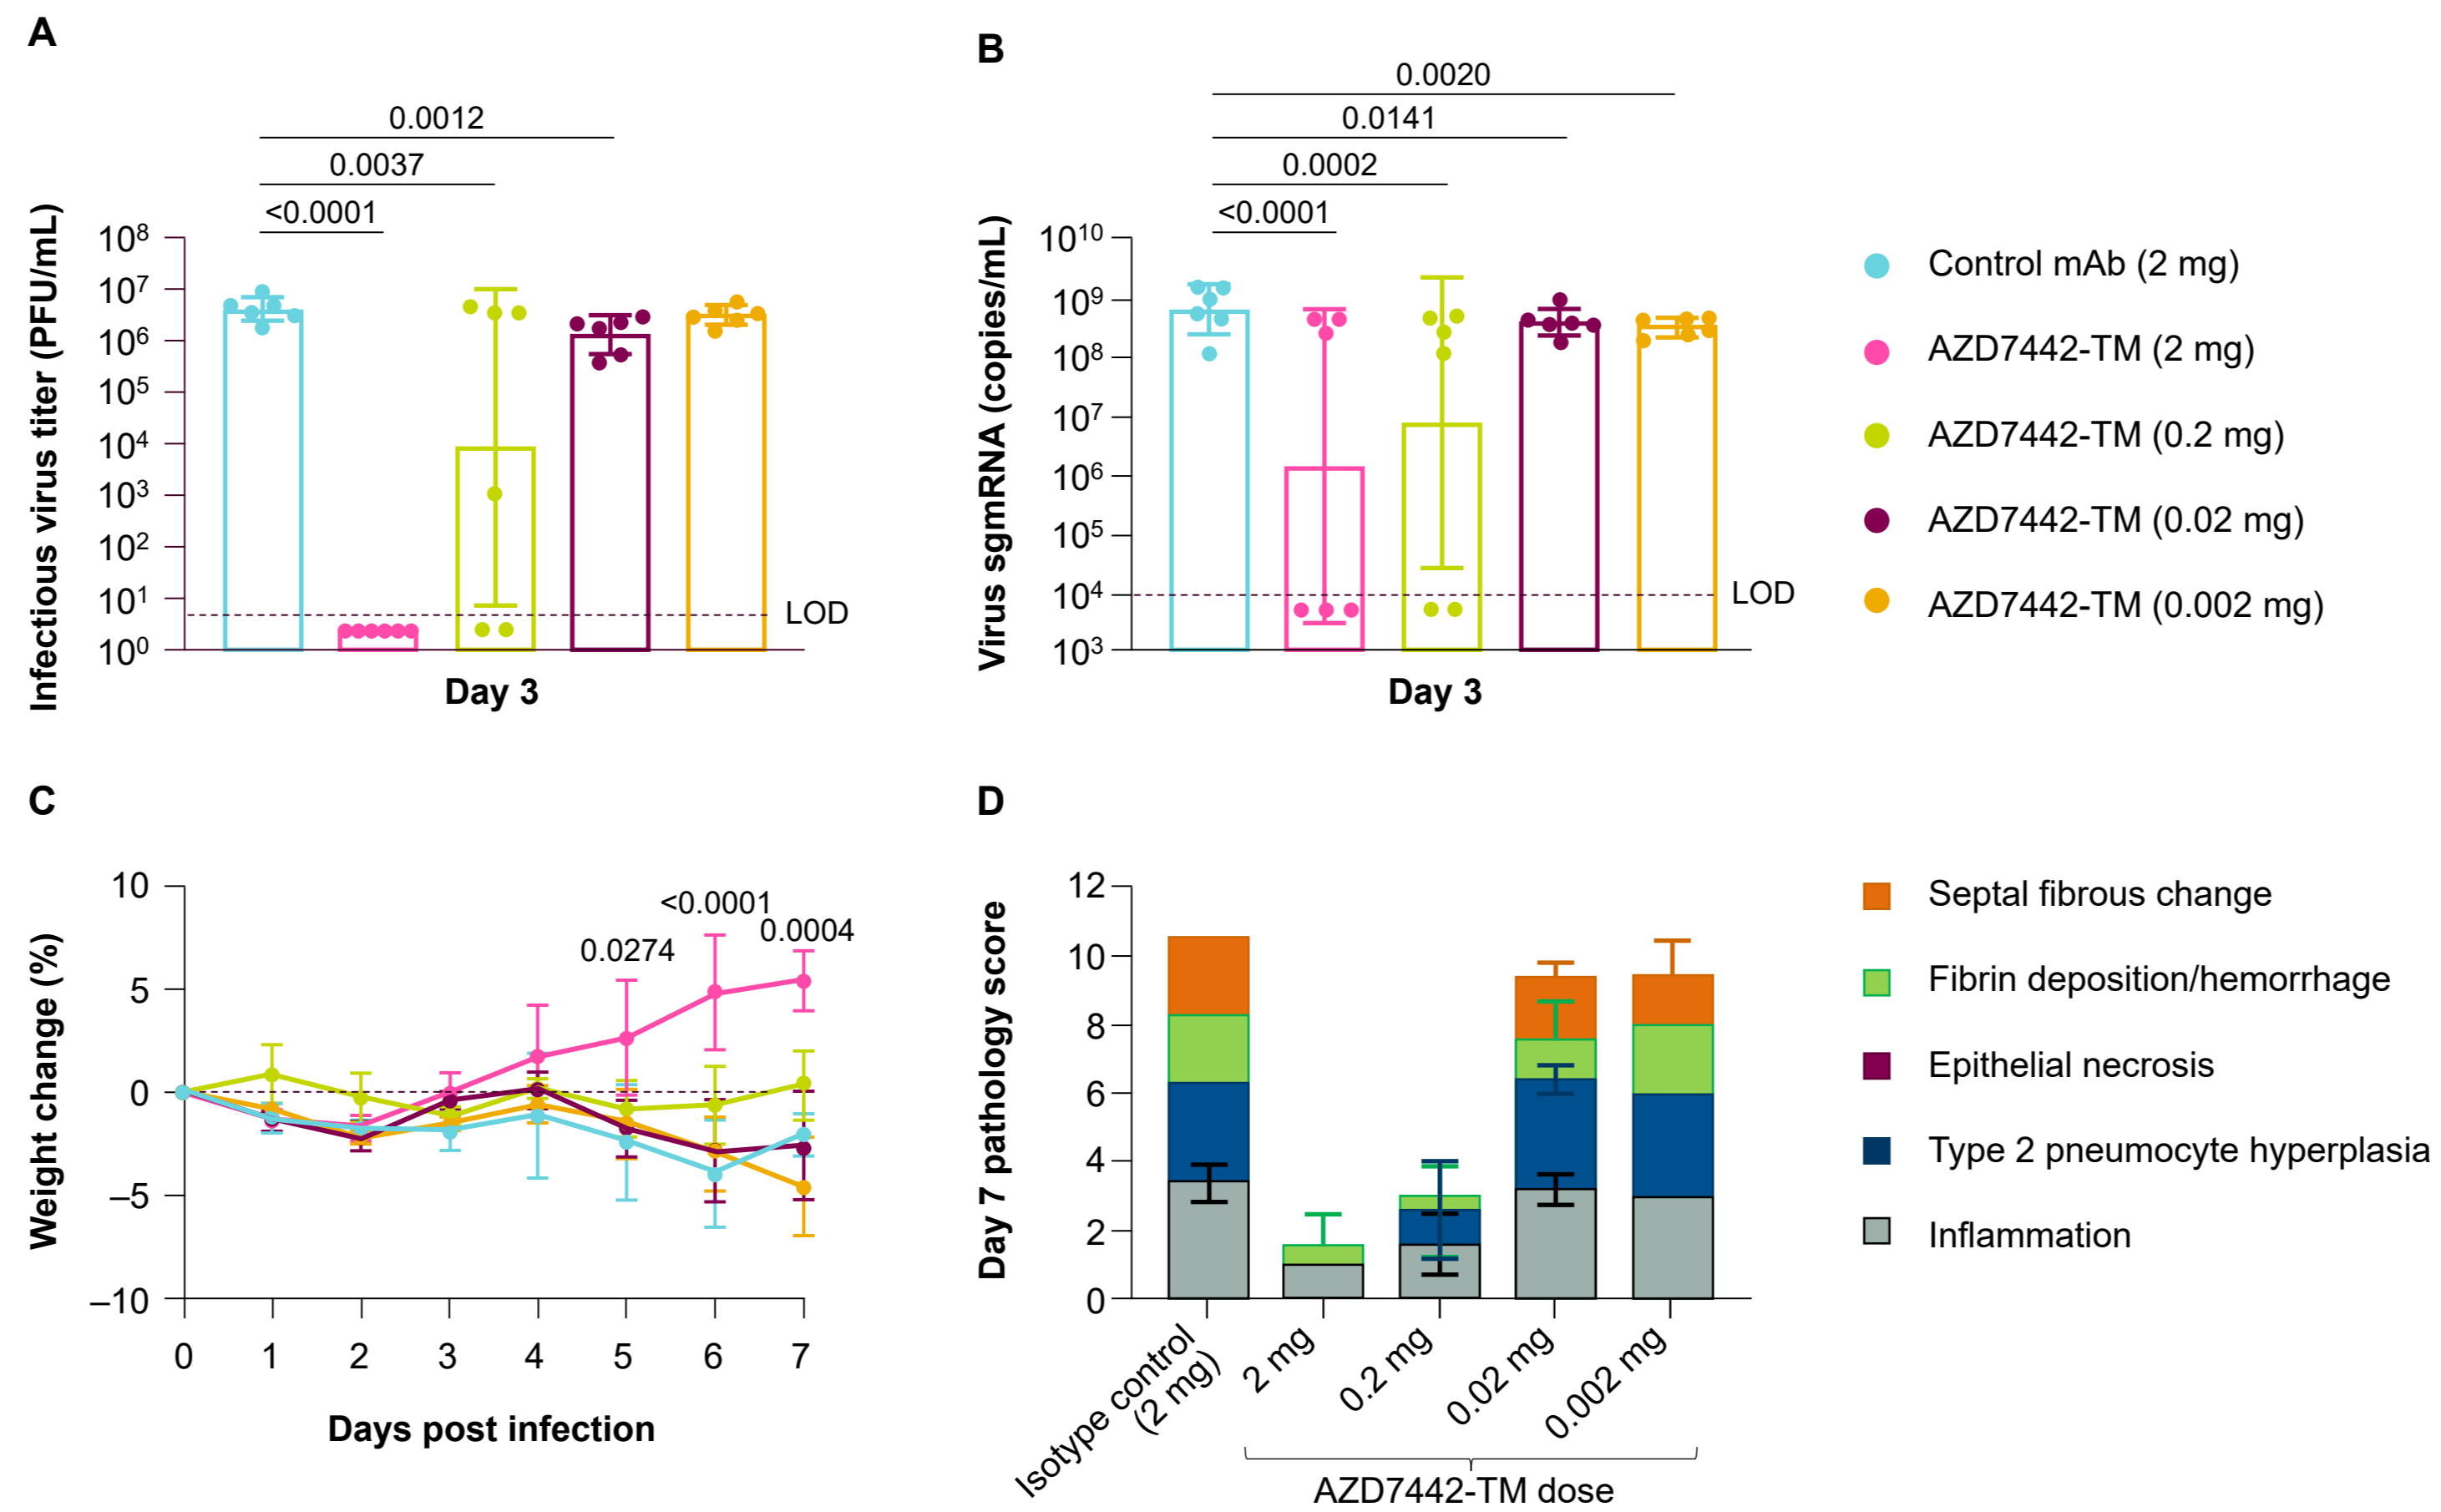 A
0.0012
0.0037
<0.0001
Infectious virus titer (PFU/mL)
10⁸
10⁷
10⁶
10⁵
10⁴
10³
10²
10¹
10⁰
LOD
Day 3
B
0.0020
0.0141
0.0002
<0.0001
Virus sgmRNA (copies/mL)
10¹⁰
10⁹
10⁸
10⁷
10⁶
10⁵
10⁴
10³
LOD
Day 3
Control mAb (2 mg)
AZD7442-TM (2 mg)
AZD7442-TM (0.2 mg)
AZD7442-TM (0.02 mg)
AZD7442-TM (0.002 mg)
C
Weight change (%)
10
5
0
–5
–10
0.0274
<0.0001
0.0004
0 1 2 3 4 5 6 7
Days post infection
D
Day 7 pathology score
12
10
8
6
4
2
0
Isotype control
(2 mg)
2 mg
0.2 mg
0.02 mg
0.002 mg
AZD7442-TM dose
Septal fibrous change
Fibrin deposition/hemorrhage
Epithelial necrosis
Type 2 pneumocyte hyperplasia
Inflammation